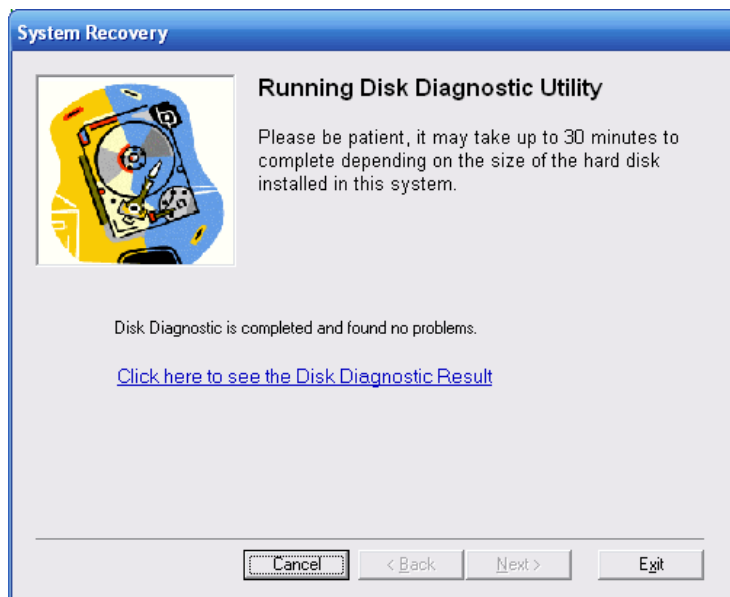 System Recovery
Running Disk Diagnostic Utility
Please be patient, it may take up to 30 minutes to
complete depending on the size of the hard disk
installed in this system.
Disk Diagnostic is completed and found no problems.
Click here to see the Disk Diagnostic Result
Cancel
< Back
Next >
Exit